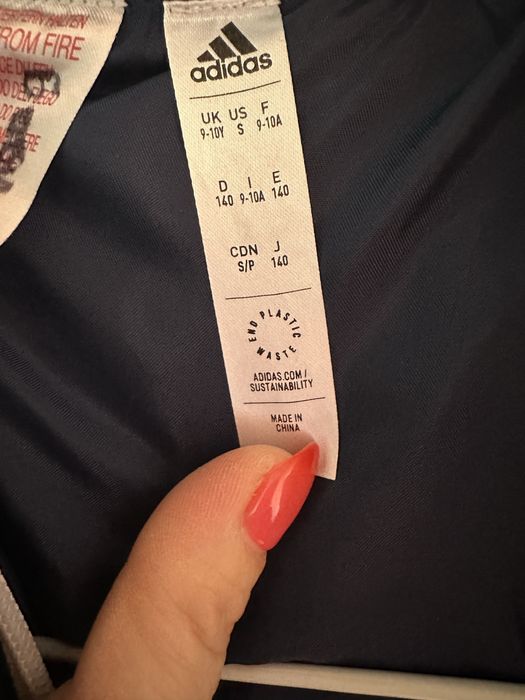 FROM FIRE
adidas
UK US F
9-10Y S 9-10A
D I E
140 9-10A 140
CDN J
S/P 140
END PLASTIC WASTE
ADIDAS.COM/
SUSTAINABILITY
MADE IN
CHINA